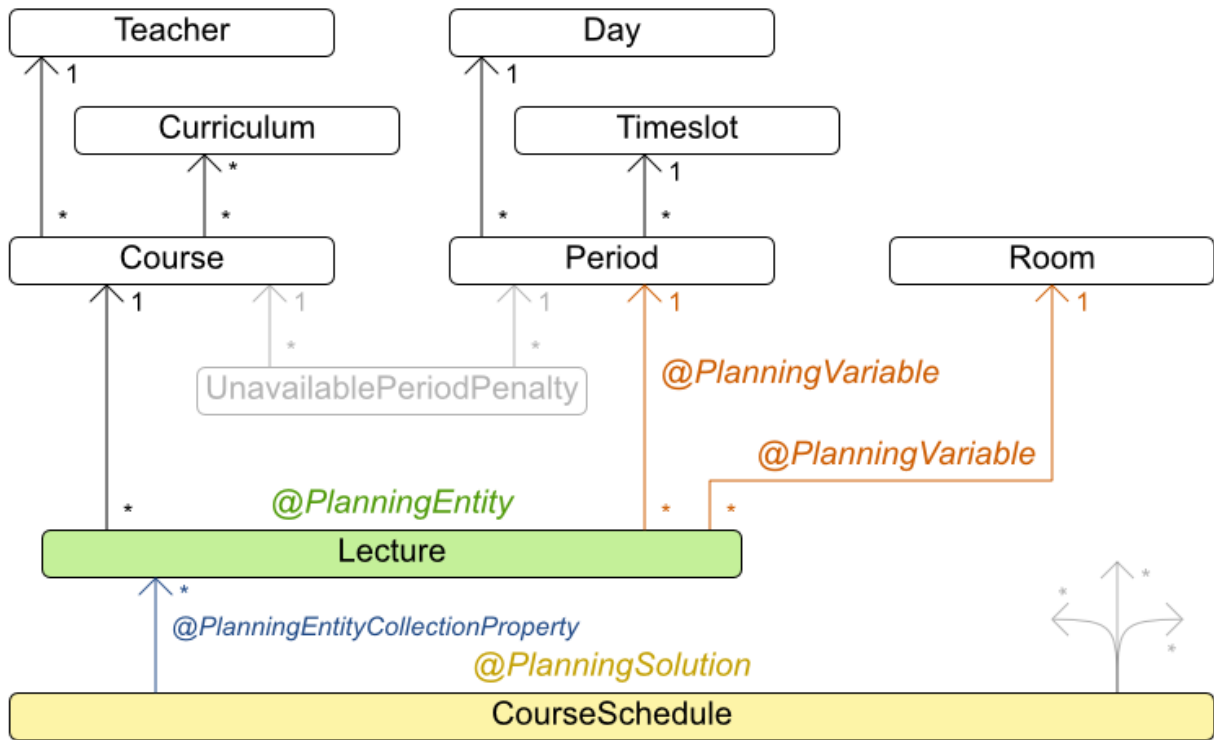 Teacher
Day
1
1
Curriculum
Timeslot
*
1
*
*
*
*
Course
Period
Room
1
1
1
1
1
*
*
UnavailablePeriodPenalty
@PlanningVariable
@PlanningVariable
@PlanningEntity
*
*
*
Lecture
*
*
*
@PlanningEntityCollectionProperty
*
@PlanningSolution
CourseSchedule